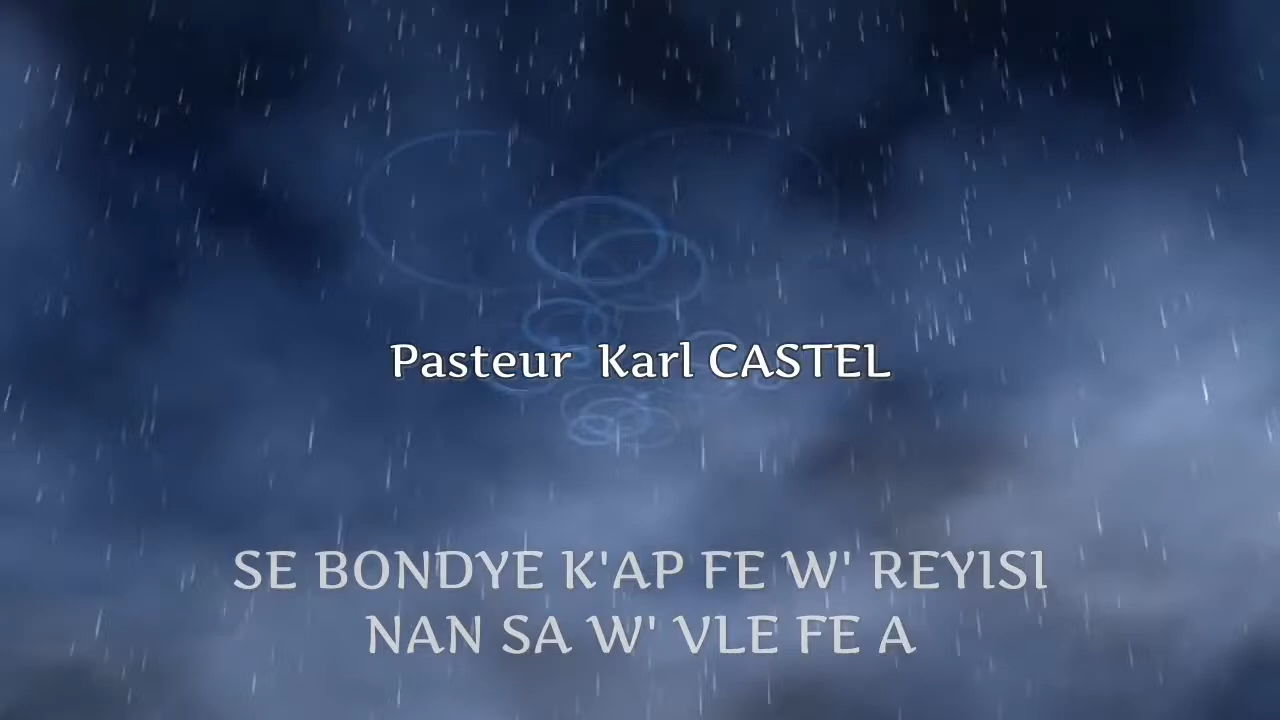 Pasteur Karl CASTEL
SE BONDYE K'AP FE W' REYISI
NAN SA W' VLE FE A